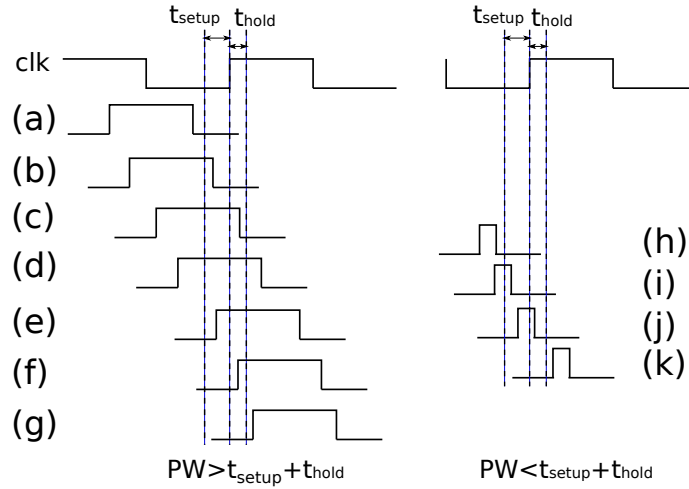 tsetup thold tsetup thold
clk
(a)
(b)
(c)
(d)
(e)
(f)
(g)
(h)
(i)
(j)
(k)
PW>tsetup+thold PW<tsetup+thold